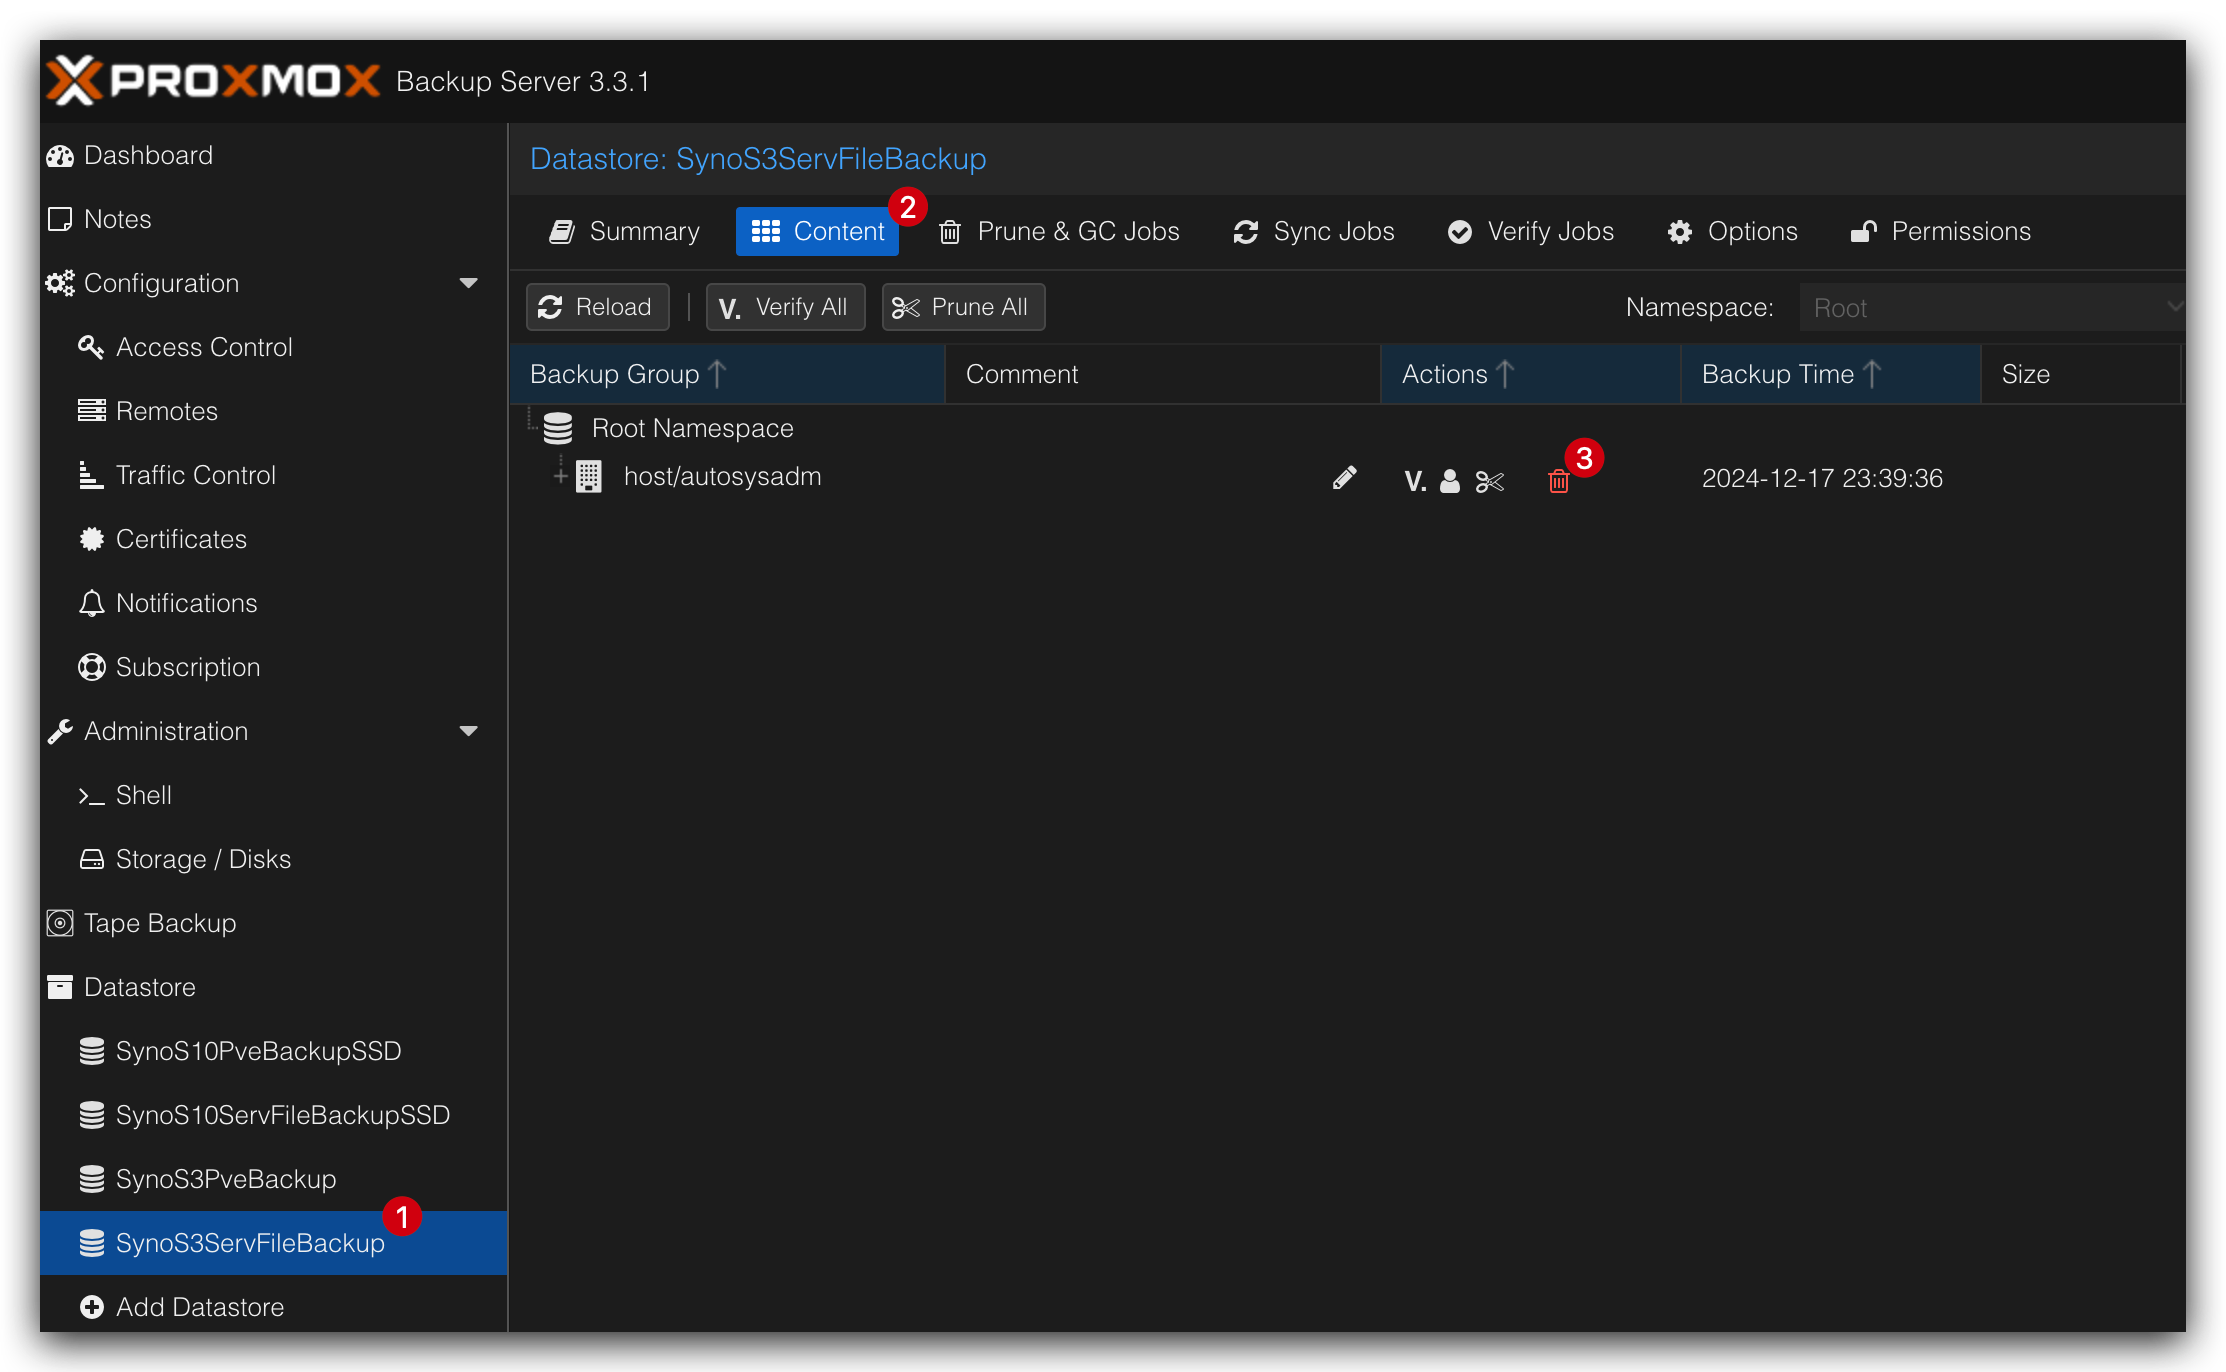 PROXMOX Backup Server 3.3.1
Dashboard
Notes
Configuration
Access Control
Remotes
Traffic Control
Certificates
Notifications
Subscription
Administration
Shell
Storage / Disks
Tape Backup
Datastore
SynoS10PveBackupSSD
SynoS10ServFileBackupSSD
SynoS3PveBackup
1
SynoS3ServFileBackup
Add Datastore
Datastore: SynoS3ServFileBackup
2
Summary Content Prune & GC Jobs Sync Jobs Verify Jobs Options Permissions
Reload V. Verify All Prune All Namespace: Root
Backup Group Comment Actions Backup Time Size
Root Namespace
3
host/autosysadm V. 2024-12-17 23:39:36